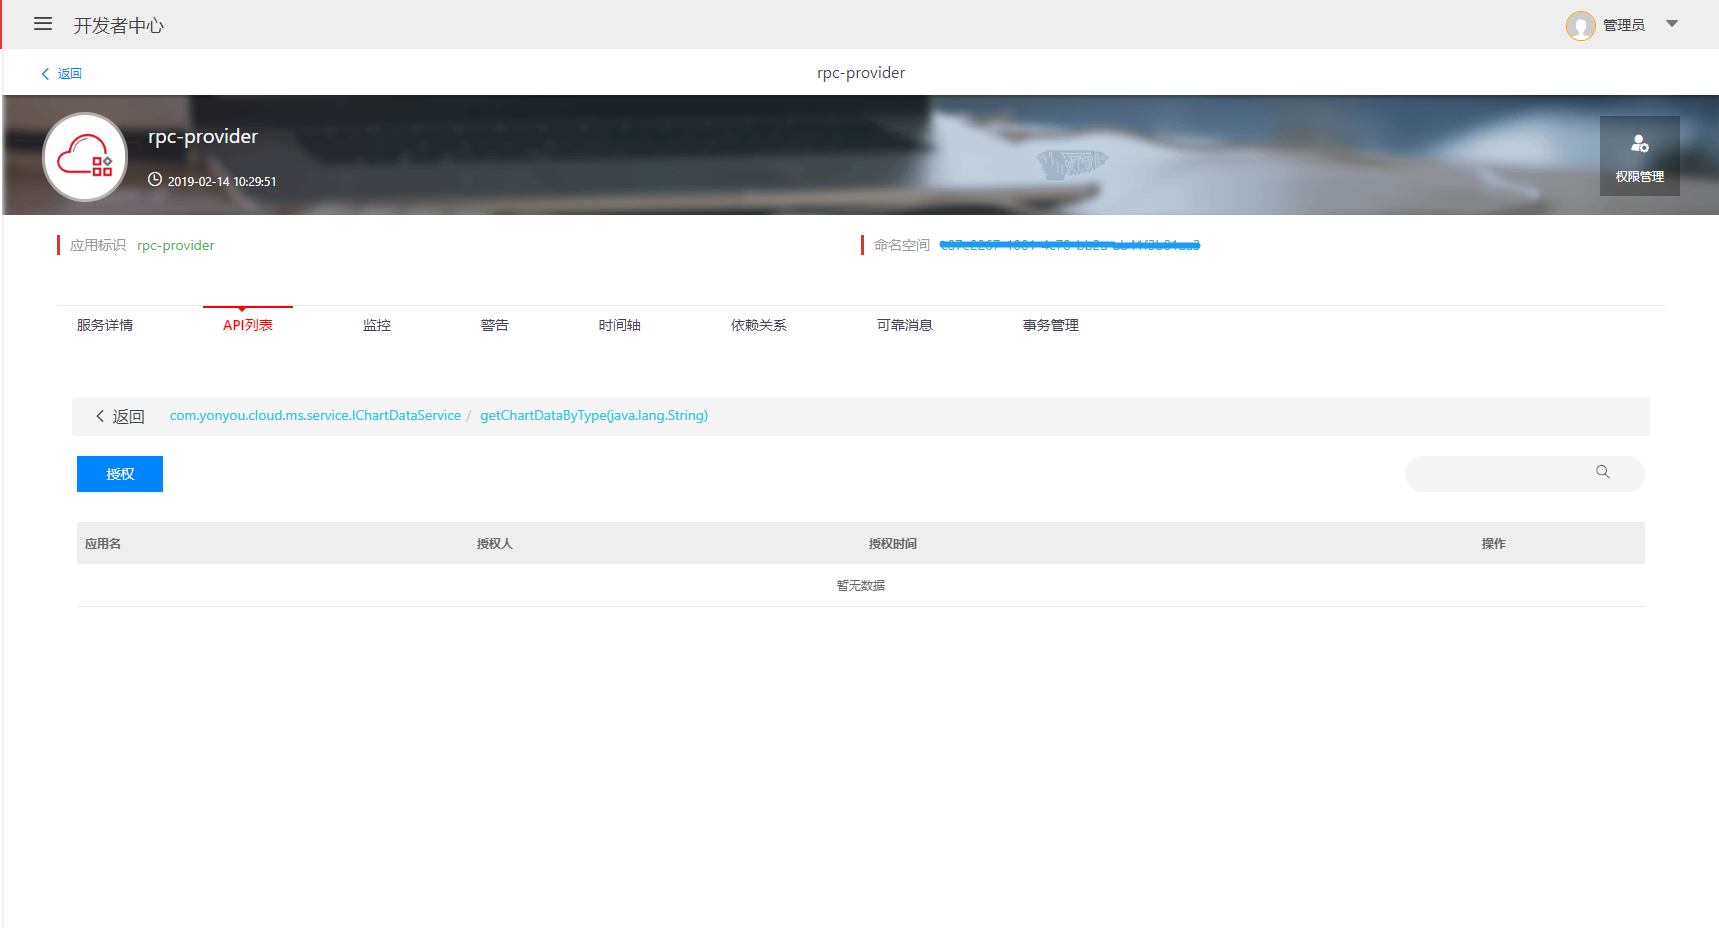 开发者中心
管理员
返回
rpc-provider
rpc-provider
2019-02-14 10:29:51
权限管理
应用标识 rpc-provider
命名空间
服务详情 API列表 监控 警告 时间轴 依赖关系 可靠消息 事务管理
返回 com.yonyou.cloud.ms.service.IChartDataService / getChartDataByType(java.lang.String)
授权
应用名 授权人 授权时间 操作
暂无数据